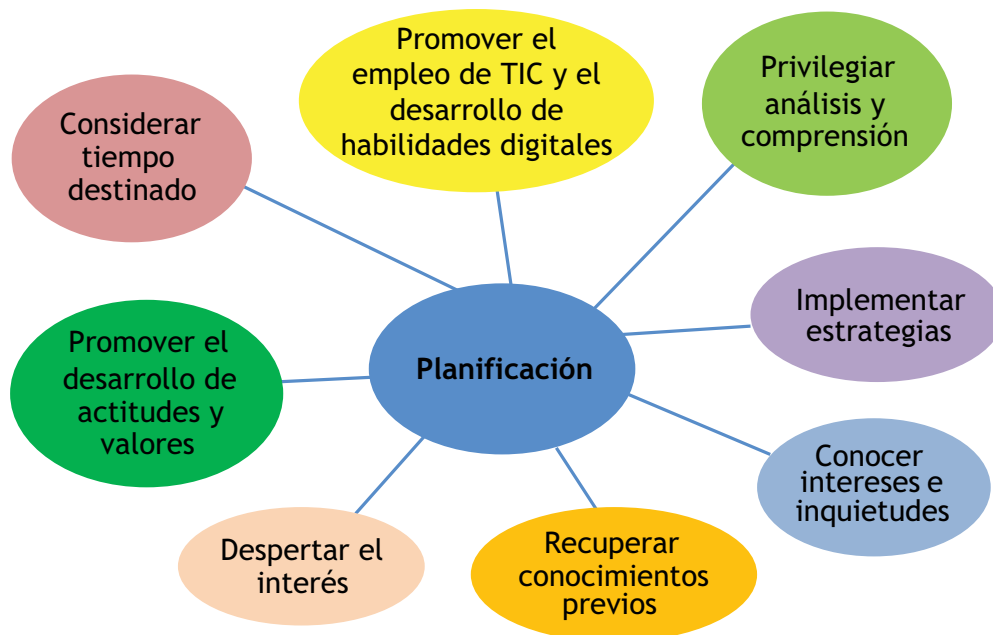 Promover el
empleo de TIC y el
desarrollo de
habilidades digitales
Privilegiar
análisis y
comprensión
Considerar
tiempo
destinado
Implementar
estrategias
Planificación
Promover el
desarrollo de
actitudes y
valores
Conocer
intereses e
inquietudes
Despertar el
interés
Recuperar
conocimientos
previos